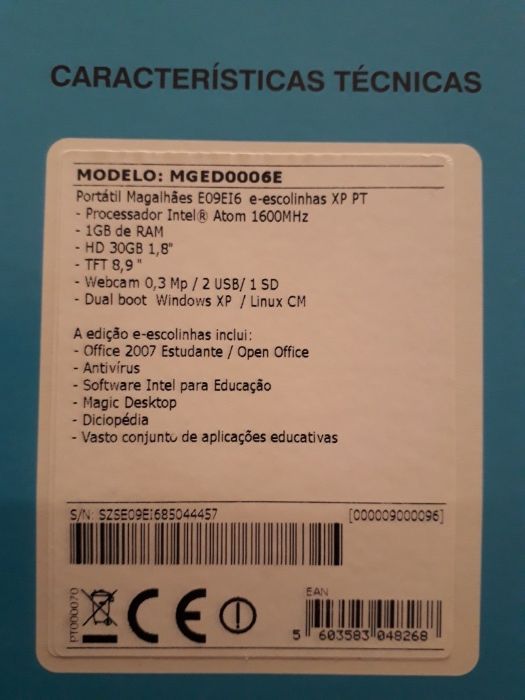 CARACTERÍSTICAS TÉCNICAS
MODELO: MGED0006E
Portátil Magalhães E09EI6 e-escolinhas XP PT
- Processador Intel® Atom 1600MHz
- 1GB de RAM
- HD 30GB 1,8"
- TFT 8,9 "
- Webcam 0,3 Mp / 2 USB/ 1 SD
- Dual boot Windows XP / Linux CM
A edição e-escolinhas inclui:
- Office 2007 Estudante / Open Office
- Antivírus
- Software Intel para Educação
- Magic Desktop
- Diciopédia
- Vasto conjunto de aplicações educativas
S/N: SZSE09EI685044457 [000009000096]
PT000070
CE
EAN
5 603583 048268